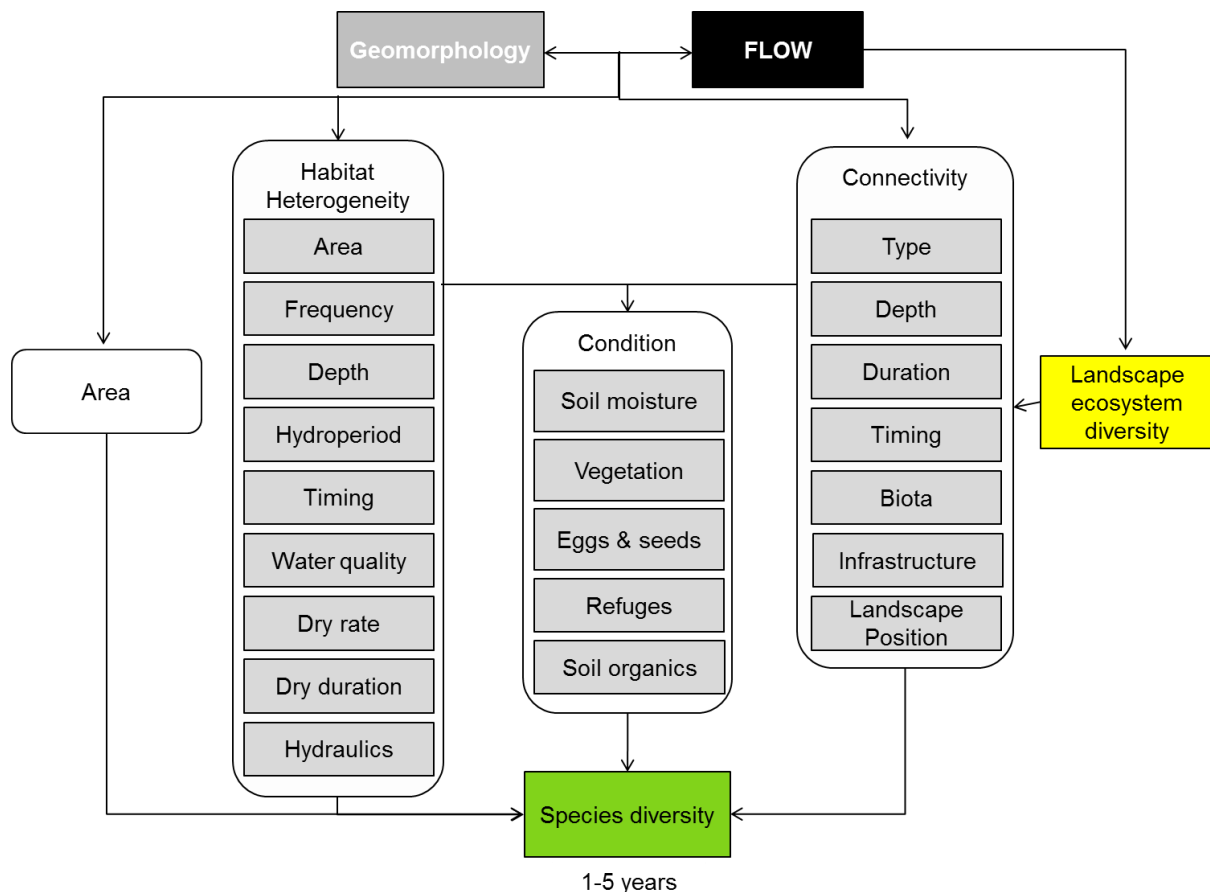 Geomorphology
FLOW
Habitat
Heterogeneity
Area
Frequency
Depth
Hydroperiod
Timing
Water quality
Dry rate
Dry duration
Hydraulics
Area
Condition
Soil moisture
Vegetation
Eggs & seeds
Refuges
Soil organics
Connectivity
Type
Depth
Duration
Timing
Biota
Infrastructure
Landscape
Position
Landscape
ecosystem
diversity
Species diversity
1-5 years